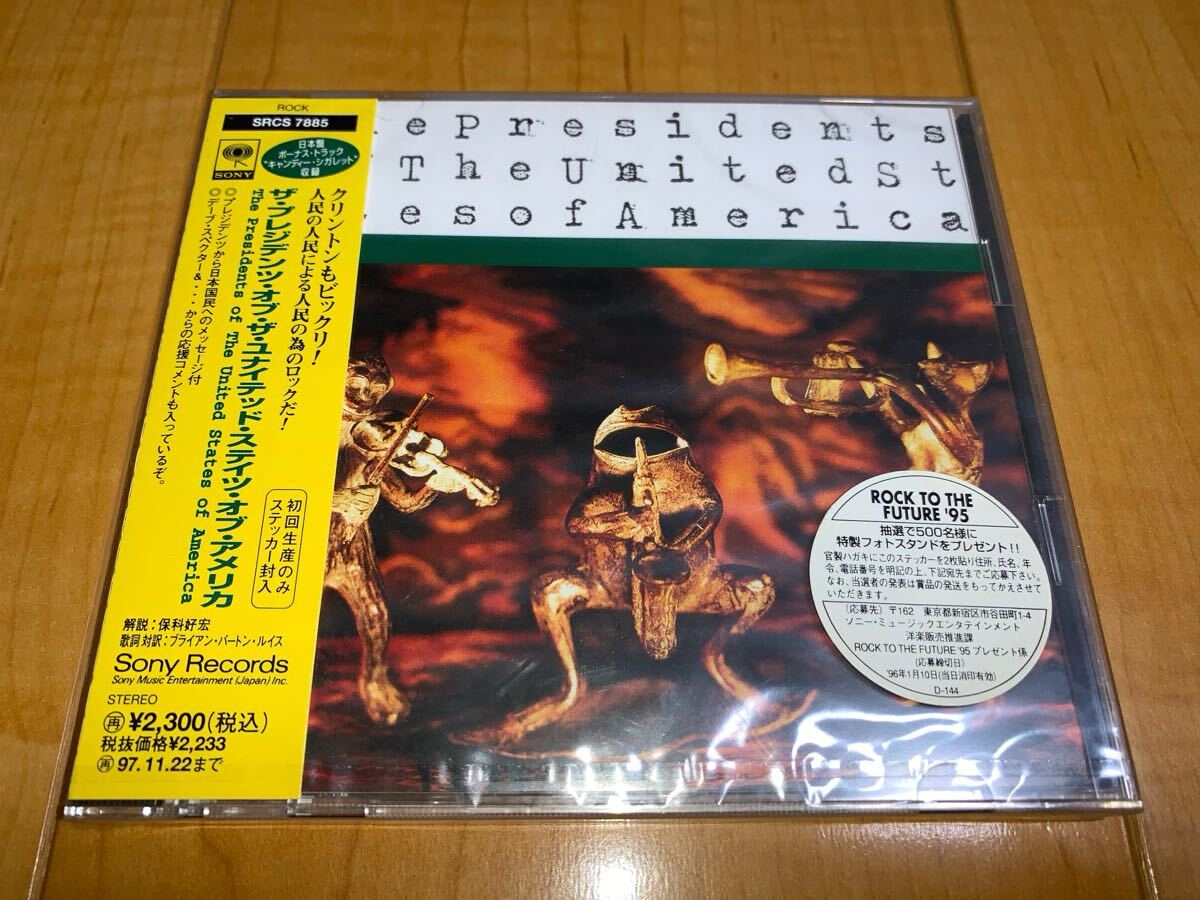 ROCK
SRCS 7885
SONY
日本盤
ボーナス・トラック
"キャンディー・シガレット"
収録
クリントンもビックリ!
人民の人民による人民の為のロックだ!
ザ・プレジデンツ・オブ・ザ・ユナイテッド・ステイツ・オブ・アメリカ
The Presidents of The United States of America
◎プレジデンツから日本国民へのメッセージ付
◎デーブ・スペクター&・・・からの応援コメントも入っているぞ。
初回生産のみ
ステッカー封入
解説:保科好宏
歌詞対訳:ブライアン・バートン・ルイス
Sony Records
Sony Music Entertainment (Japan) Inc.
STEREO
再 ¥2,300(税込)
税抜価格¥2,233
再 97.11.22まで
ePresidents
TheUnitedSt
esofAmerica
ROCK TO THE
FUTURE '95
抽選で500名様に
特製フォトスタンドをプレゼント!!
官製ハガキにこのステッカーを2枚貼り住所、氏名、年
令、電話番号を明記の上、下記宛先までご応募下さい。
なお、当選者の発表は賞品の発送をもってかえさせて
いただきます。
(応募先) 〒162 東京都新宿区市谷田町1-4
ソニー・ミュージックエンタテインメント
洋楽販売推進課
ROCK TO THE FUTURE '95 プレゼント係
(応募締切日)
'96年1月10日(当日消印有効)
D-144